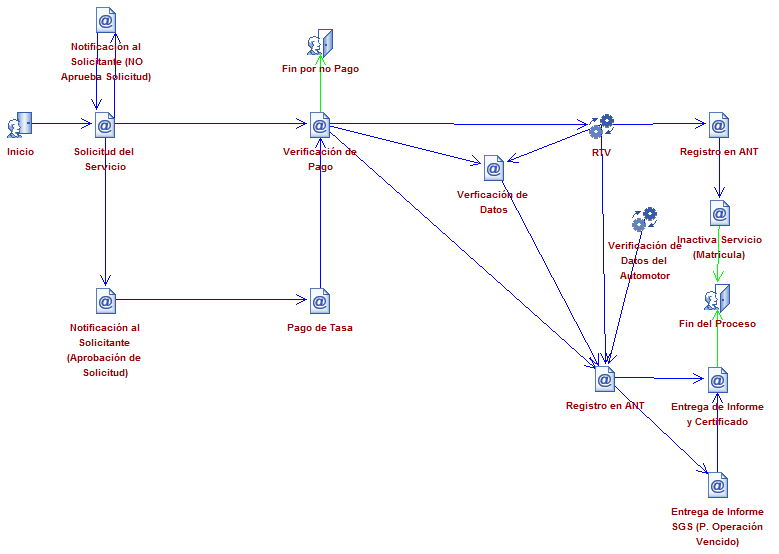 Notificación al
Solicitante (NO
Aprueba Solicitud)
Fin por no Pago
Inicio
Solicitud del
Servicio
Verificación de
Pago
RTV
Registro en ANT
Verficación de
Datos
Verificación de
Datos del
Automotor
Inactiva Servicio
(Matricula)
Notificación al
Solicitante
(Aprobación de
Solicitud)
Pago de Tasa
Fin del Proceso
Registro en ANT
Entrega de Informe
y Certificado
Entrega de Informe
SGS (P. Operación
Vencido)